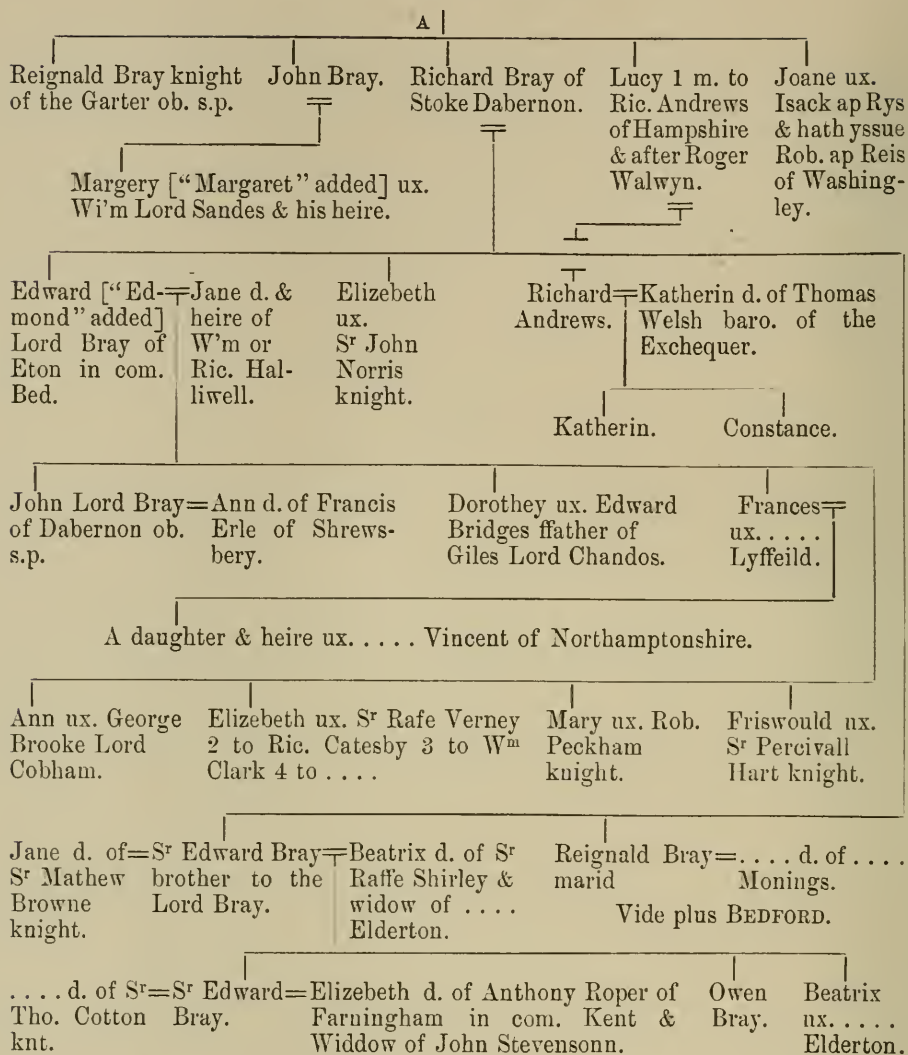 A
Reignald Bray knight
of the Garter ob. s.p.
John Bray.
Richard Bray of
Stoke Dabernon.
Lucy 1 m. to
Ric. Andrews
of Hampshire
& after Roger
Walwyn.
Joane ux.
Isack ap Rys
& hath yssue
Rob. ap Reis
of Washing-
ley.
Margery ["Margaret" added] ux.
Wi'm Lord Sandes & his heire.
Edward ["Ed-
mond" added]
Lord Bray of
Eton in com.
Bed.
Jane d. &
heire of
W'm or
Ric. Hal-
liwell.
Elizebeth
ux.
Sʳ John
Norris
knight.
Richard
Andrews.
Katherin d. of Thomas
Welsh baro. of the
Exchequer.
Katherin.
Constance.
John Lord Bray=
of Dabernon ob.
s.p.
Ann d. of Francis
Erle of Shrews-
bery.
Dorothey ux. Edward
Bridges ffather of
Giles Lord Chandos.
Frances
ux. . . . .
Lyffeild.
A daughter & heire ux. . . . . Vincent of Northamptonshire.
Ann ux. George
Brooke Lord
Cobham.
Elizebeth ux. Sʳ Rafe Verney
2 to Ric. Catesby 3 to Wᵐ
Clark 4 to . . . .
Mary ux. Rob.
Peckham
knight.
Friswould ux.
Sʳ Percivall
Hart knight.
Jane d. of=
Sʳ Mathew
Browne
knight.
Sʳ Edward Bray
brother to the
Lord Bray.
Beatrix d. of Sʳ
Raffe Shirley &
widow of . . . .
Elderton.
Reignald Bray=
marid
. . . . d. of . . . .
Monings.
Vide plus BEDFORD.
. . . . d. of Sʳ=
Tho. Cotton
knt.
Sʳ Edward=
Bray.
Elizebeth d. of Anthony Roper of
Farningham in com. Kent &
Widdow of John Stevensonn.
Owen
Bray.
Beatrix
ux. . . . .
Elderton.